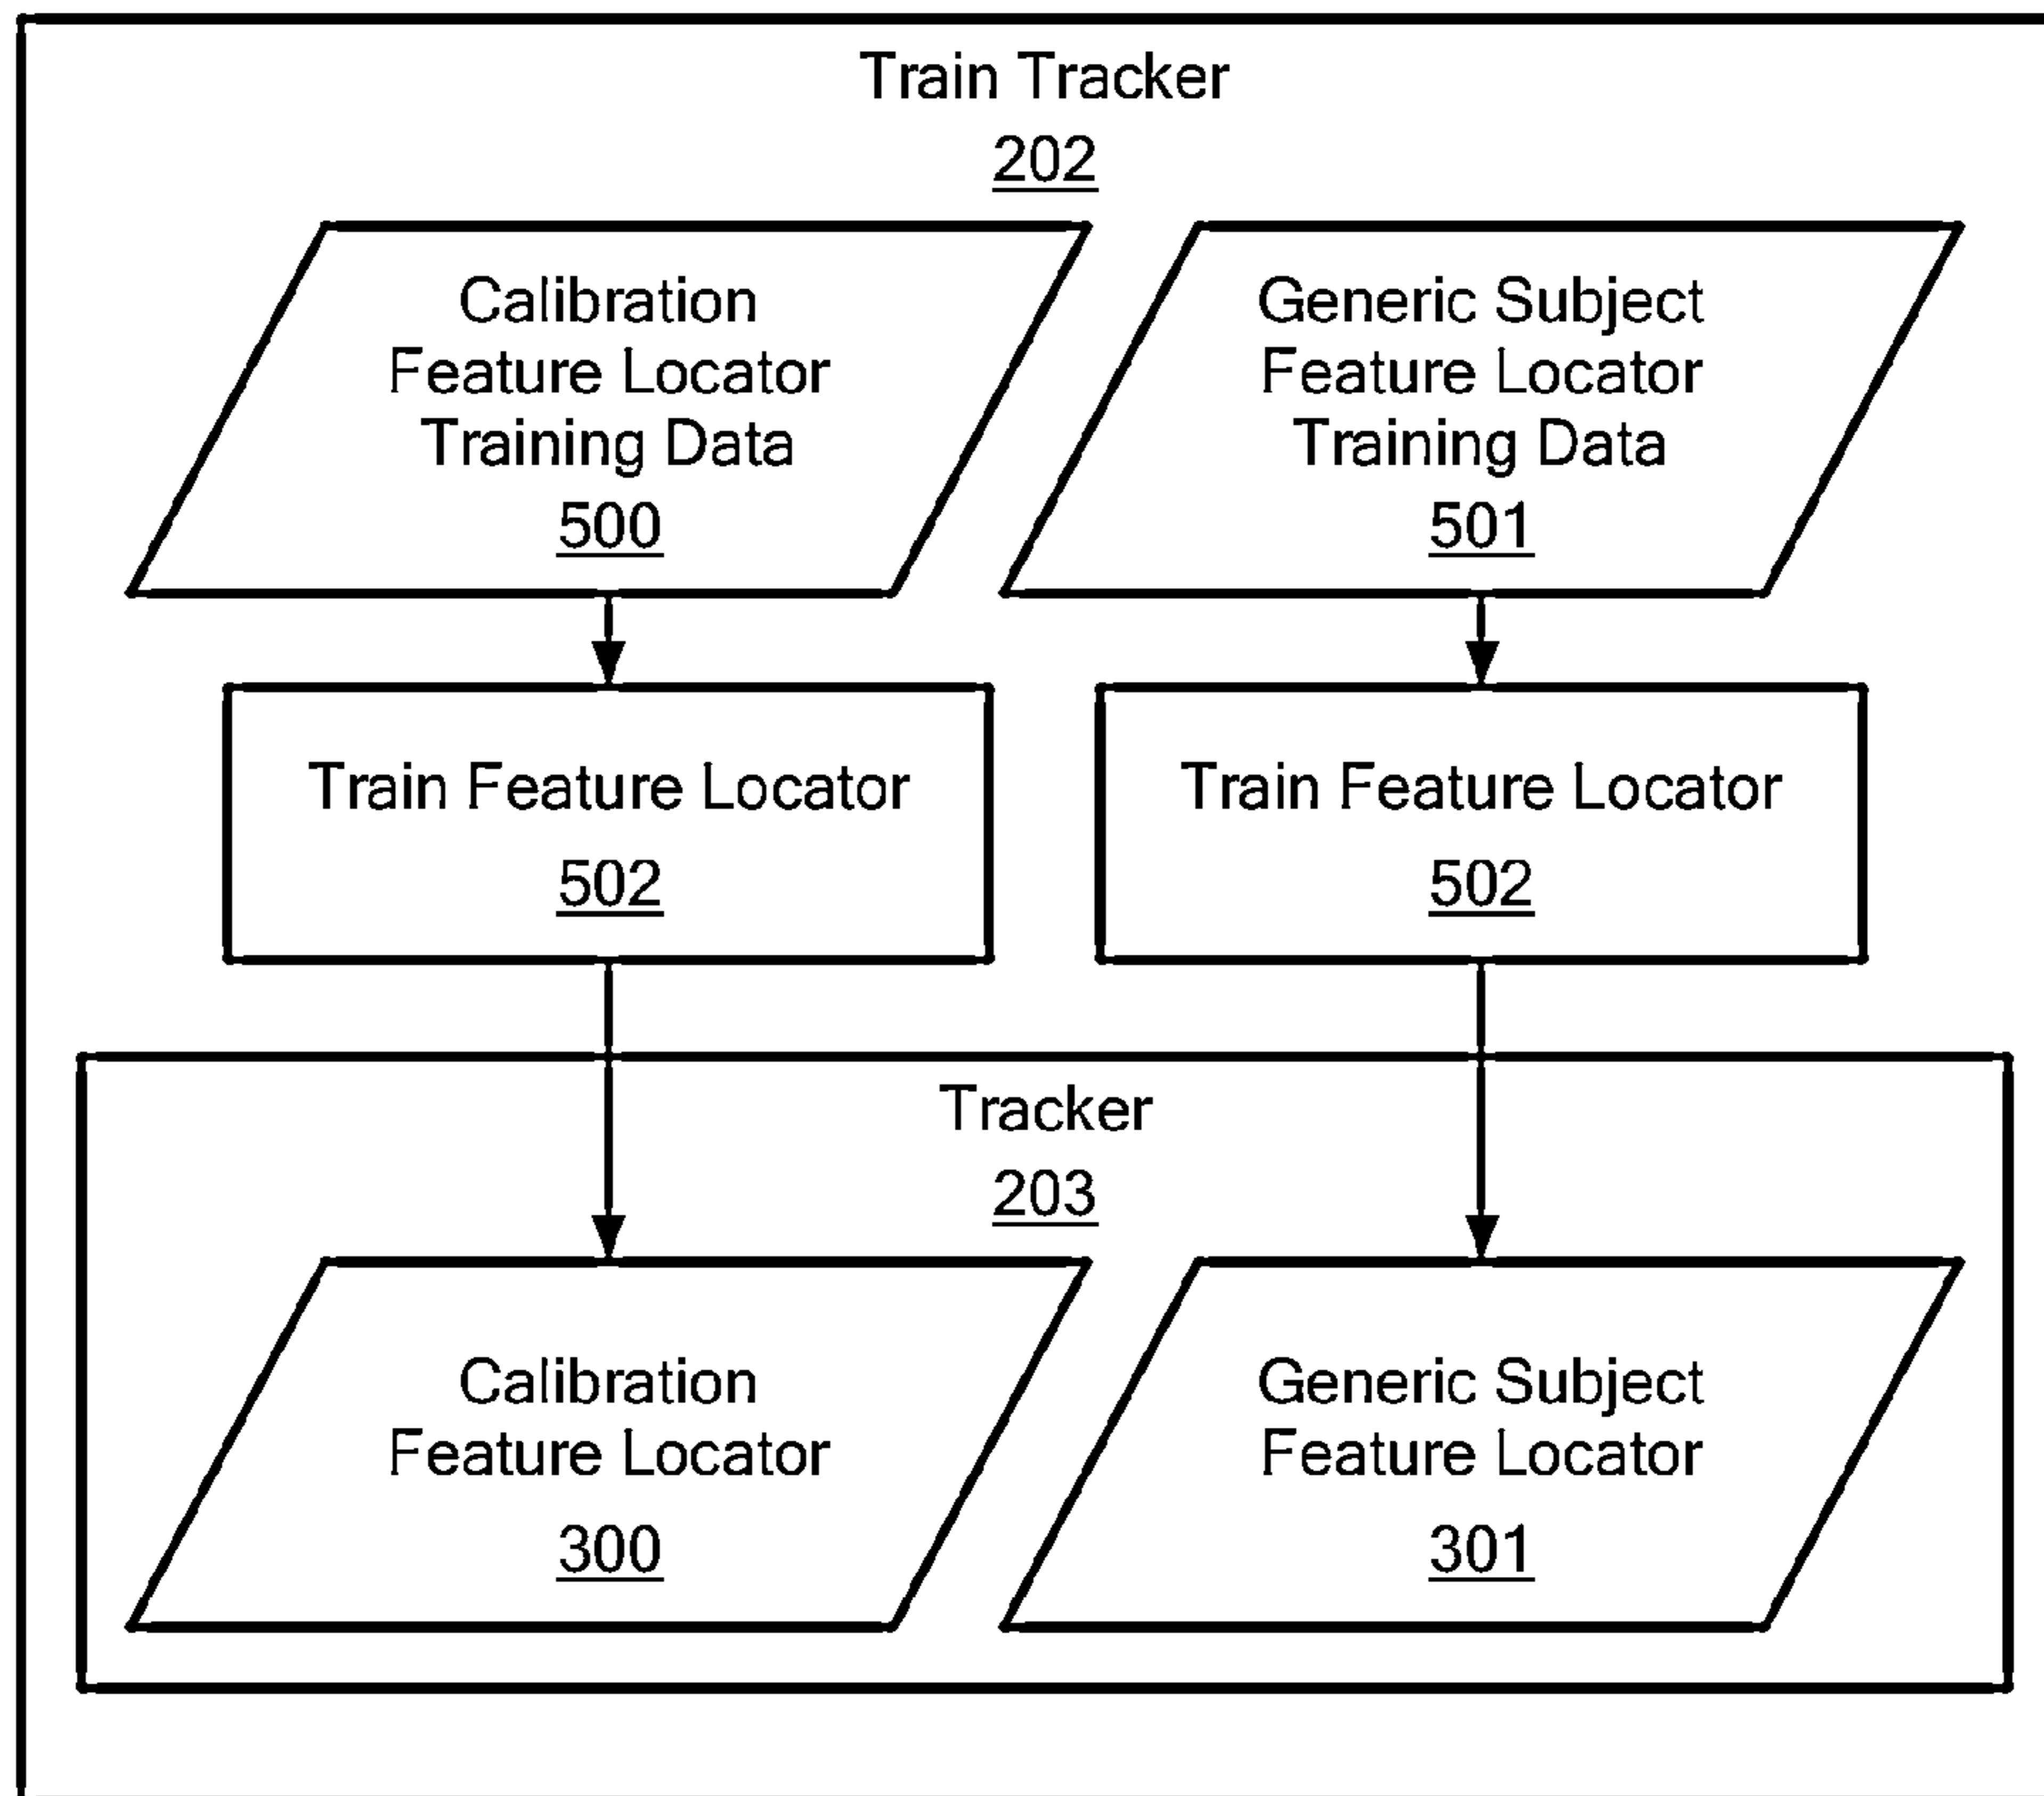 Train Tracker
202
Calibration
Feature Locator
Training Data
500
Generic Subject
Feature Locator
Training Data
501
Train Feature Locator
502
Train Feature Locator
502
Tracker
203
Calibration
Feature Locator
300
Generic Subject
Feature Locator
301